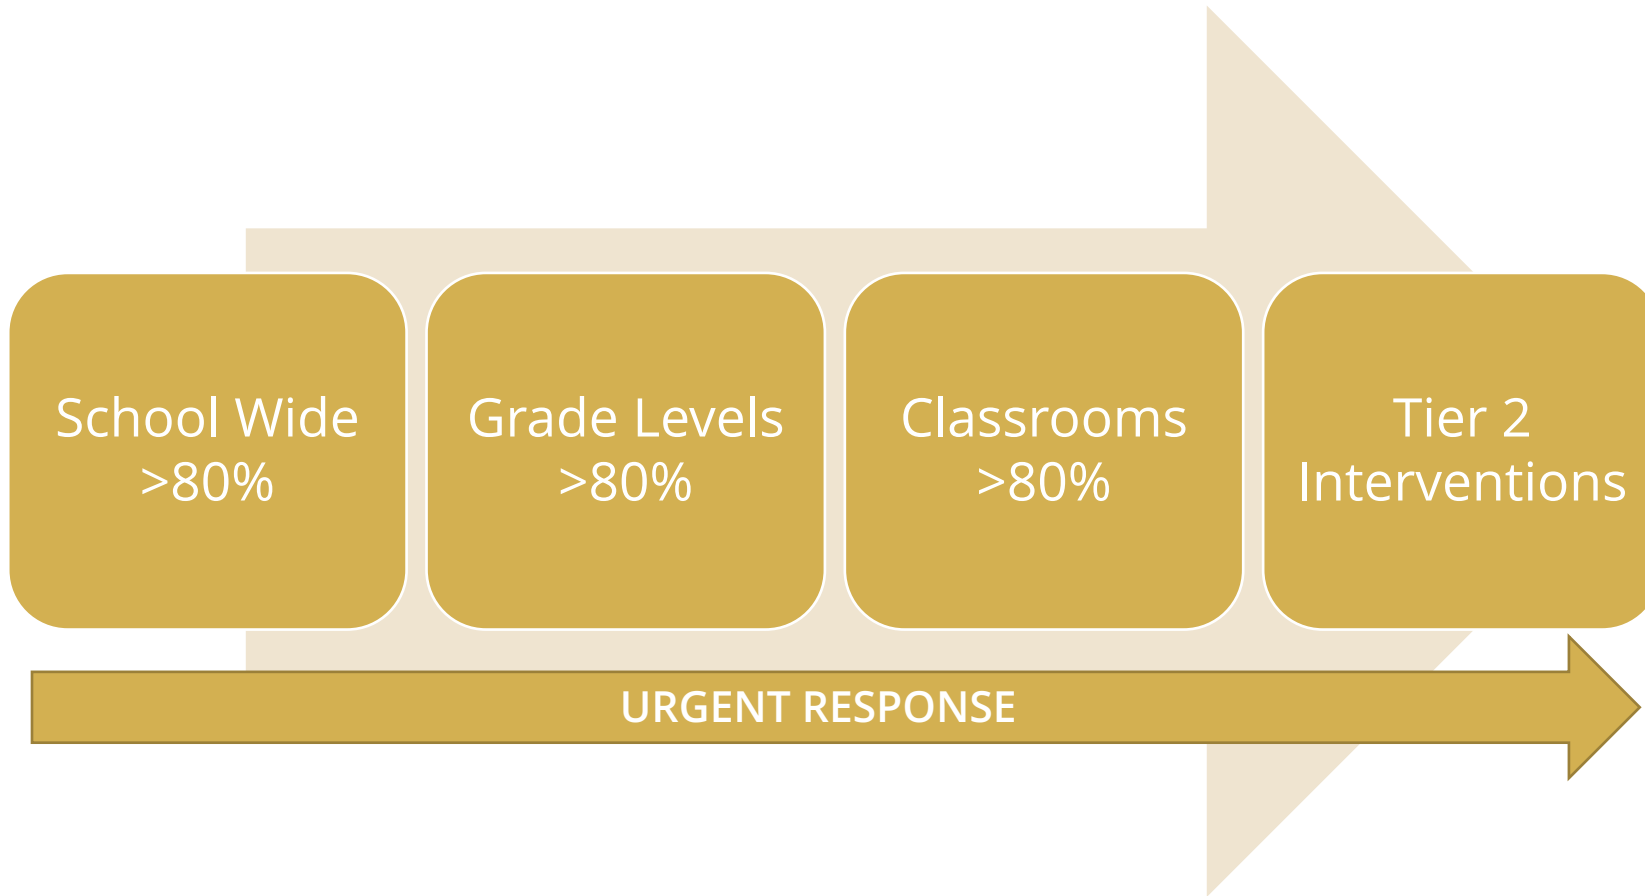 School Wide
>80%
Grade Levels
>80%
Classrooms
>80%
Tier 2
Interventions
URGENT RESPONSE